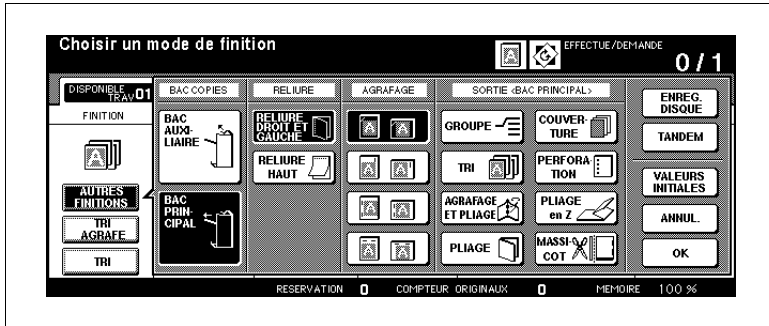 Choisir un mode de finition
EFFECTUE/DEMANDE
0 / 1
DISPONIBLE
TRAV 01
FINITION
A
AUTRES
FINITIONS
TRI
AGRAFE
TRI
BAC COPIES
BAC
AUXI-
LIAIRE
BAC
PRIN-
CIPAL
RELIURE
RELIURE
DROIT ET
GAUCHE
RELIURE
HAUT
AGRAFAGE
A A
A A
A A
A A
SORTIE <BAC PRINCIPAL>
GROUPE
COUVER-
TURE
TRI
A
PERFORA-
TION
AGRAFAGE
ET PLIAGE
PLIAGE
en Z
PLIAGE
MASSI-
COT
ENREG.
DISQUE
TANDEM
VALEURS
INITIALES
ANNUL.
OK
RESERVATION 0 COMPTEUR ORIGINAUX 0 MEMOIRE 100 %